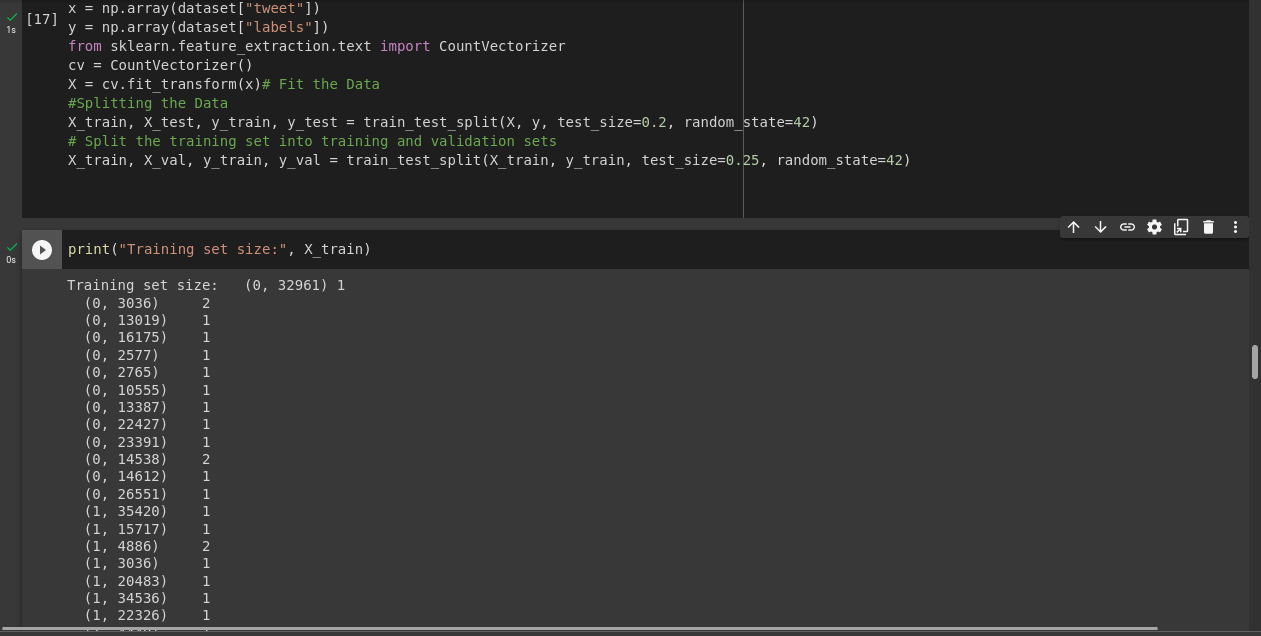 x = np.array(dataset["tweet"])
[17]
1s
y = np.array(dataset["labels"])
from sklearn.feature_extraction.text import CountVectorizer
cv = CountVectorizer()
X = cv.fit_transform(x)# Fit the Data
#Splitting the Data
X_train, X_test, y_train, y_test = train_test_split(X, y, test_size=0.2, random_state=42)
# Split the training set into training and validation sets
X_train, X_val, y_train, y_val = train_test_split(X_train, y_train, test_size=0.25, random_state=42)
0s
print("Training set size:", X_train)
Training set size:   (0, 32961) 1
(0, 3036)     2
(0, 13019)    1
(0, 16175)    1
(0, 2577)     1
(0, 2765)     1
(0, 10555)    1
(0, 13387)    1
(0, 22427)    1
(0, 23391)    1
(0, 14538)    2
(0, 14612)    1
(0, 26551)    1
(1, 35420)    1
(1, 15717)    1
(1, 4886)     2
(1, 3036)     1
(1, 20483)    1
(1, 34536)    1
(1, 22326)    1